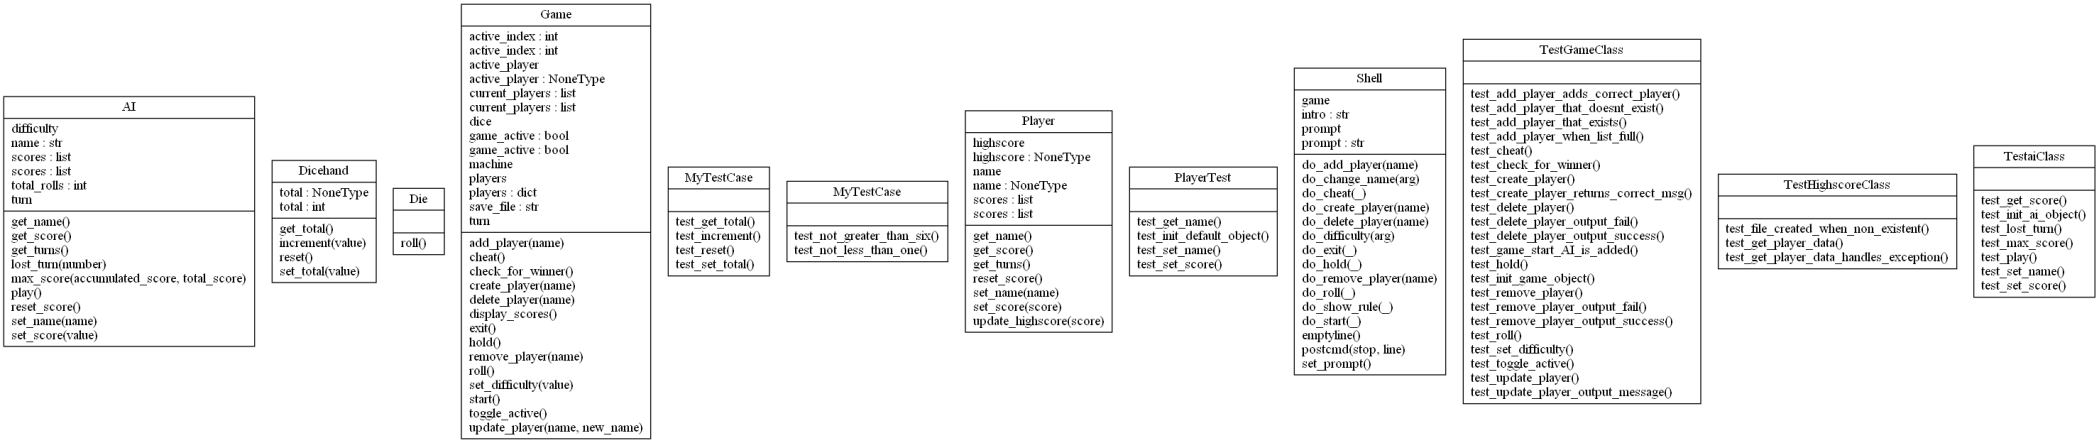 AI
difficulty
name : str
scores : list
scores : list
total_rolls : int
turn
get_name()
get_score()
get_turns()
lost_turn(number)
max_score(accumulated_score, total_score)
play()
reset_score()
set_name(name)
set_score(value)
Dicehand
total : NoneType
total : int
get_total()
increment(value)
reset()
set_total(value)
Die
roll()
Game
active_index : int
active_index : int
active_player
active_player : NoneType
current_players : list
current_players : list
dice
game_active : bool
game_active : bool
machine
players
players : dict
save_file : str
turn
add_player(name)
cheat()
check_for_winner()
create_player(name)
delete_player(name)
display_scores()
exit()
hold()
remove_player(name)
roll()
set_difficulty(value)
start()
toggle_active()
update_player(name, new_name)
MyTestCase
test_get_total()
test_increment()
test_reset()
test_set_total()
MyTestCase
test_not_greater_than_six()
test_not_less_than_one()
Player
highscore
highscore : NoneType
name
name : NoneType
scores : list
scores : list
get_name()
get_score()
get_turns()
reset_score()
set_name(name)
set_score(score)
update_highscore(score)
PlayerTest
test_get_name()
test_init_default_object()
test_set_name()
test_set_score()
Shell
game
intro : str
prompt
prompt : str
do_add_player(name)
do_change_name(arg)
do_cheat(_)
do_create_player(name)
do_delete_player(name)
do_difficulty(arg)
do_exit(_)
do_hold(_)
do_remove_player(name)
do_roll(_)
do_show_rule(_)
do_start(_)
emptyline()
postcmd(stop, line)
set_prompt()
TestGameClass
test_add_player_adds_correct_player()
test_add_player_that_doesnt_exist()
test_add_player_that_exists()
test_add_player_when_list_full()
test_cheat()
test_check_for_winner()
test_create_player()
test_create_player_returns_correct_msg()
test_delete_player()
test_delete_player_output_fail()
test_delete_player_output_success()
test_game_start_AI_is_added()
test_hold()
test_init_game_object()
test_remove_player()
test_remove_player_output_fail()
test_remove_player_output_success()
test_roll()
test_set_difficulty()
test_toggle_active()
test_update_player()
test_update_player_output_message()
TestHighscoreClass
test_file_created_when_non_existent()
test_get_player_data()
test_get_player_data_handles_exception()
TestaiClass
test_get_score()
test_init_ai_object()
test_lost_turn()
test_max_score()
test_play()
test_set_name()
test_set_score()